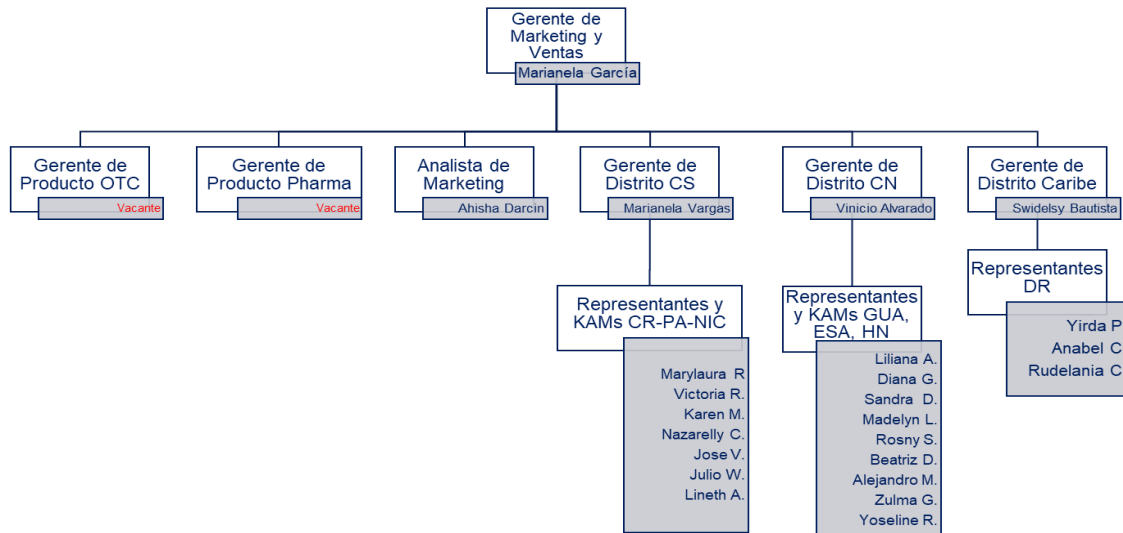 Gerente de
Marketing y
Ventas
Marianela García
Gerente de
Producto OTC
Vacante
Gerente de
Producto Pharma
Vacante
Analista de
Marketing
Ahisha Darcin
Gerente de
Distrito CS
Marianela Vargas
Gerente de
Distrito CN
Vinicio Alvarado
Gerente de
Distrito Caribe
Swidelsy Bautista
Representantes y
KAMs CR-PA-NIC
Marylaura R
Victoria R.
Karen M.
Nazarelly C.
Jose V.
Julio W.
Lineth A.
Representantes
y KAMs GUA,
ESA, HN
Liliana A.
Diana G.
Sandra D.
Madelyn L.
Rosny S.
Beatriz D.
Alejandro M.
Zulma G.
Yoseline R.
Representantes
DR
Yirda P
Anabel C
Rudelania C